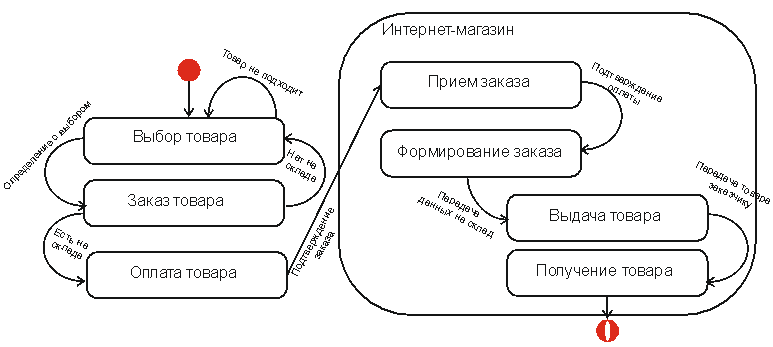 Интернет-магазин
Товар не подходит
Выбор товара
Определение о выбором
Нет на
складе
Заказ товара
Есть на
складе
Оплата товара
Подтверждение
заказа
Прием заказа
Подтверждение
оплаты
Формирование заказа
Передача
данных на склад
Передача товара
заказчику
Выдача товара
Получение товара